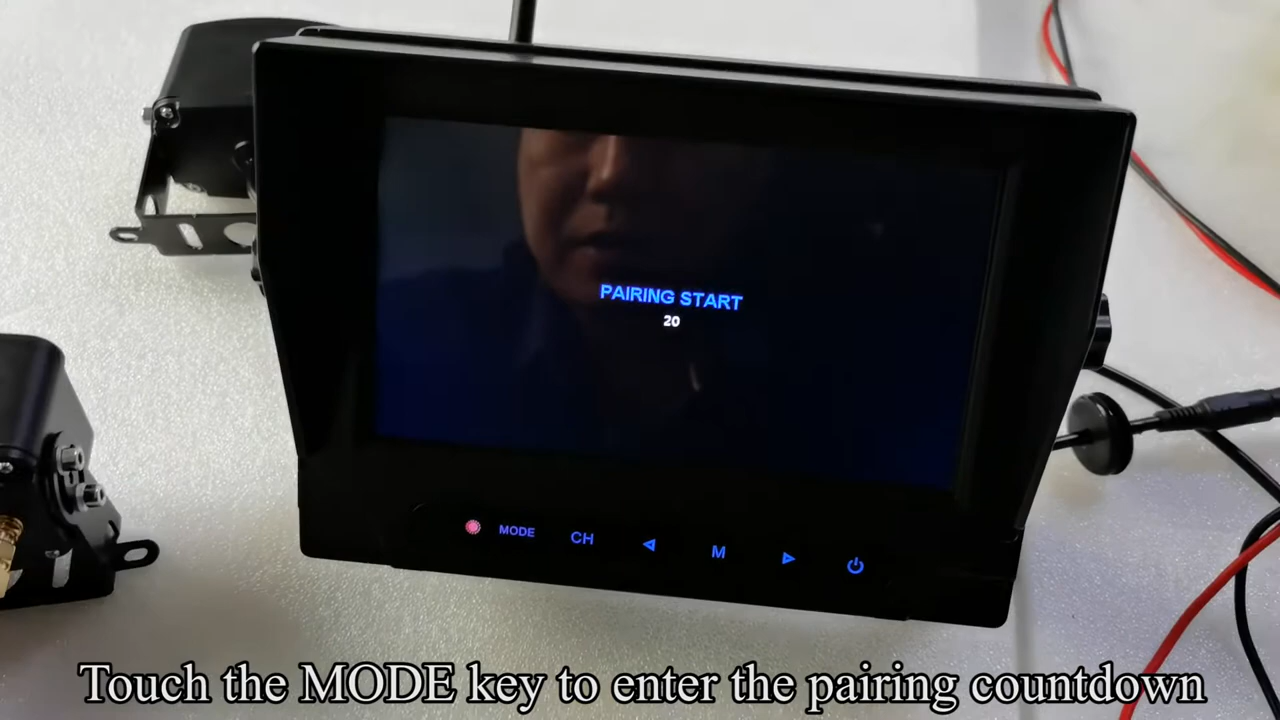 PAIRING START
20
MODE CH M
Touch the MODE key to enter the pairing countdown